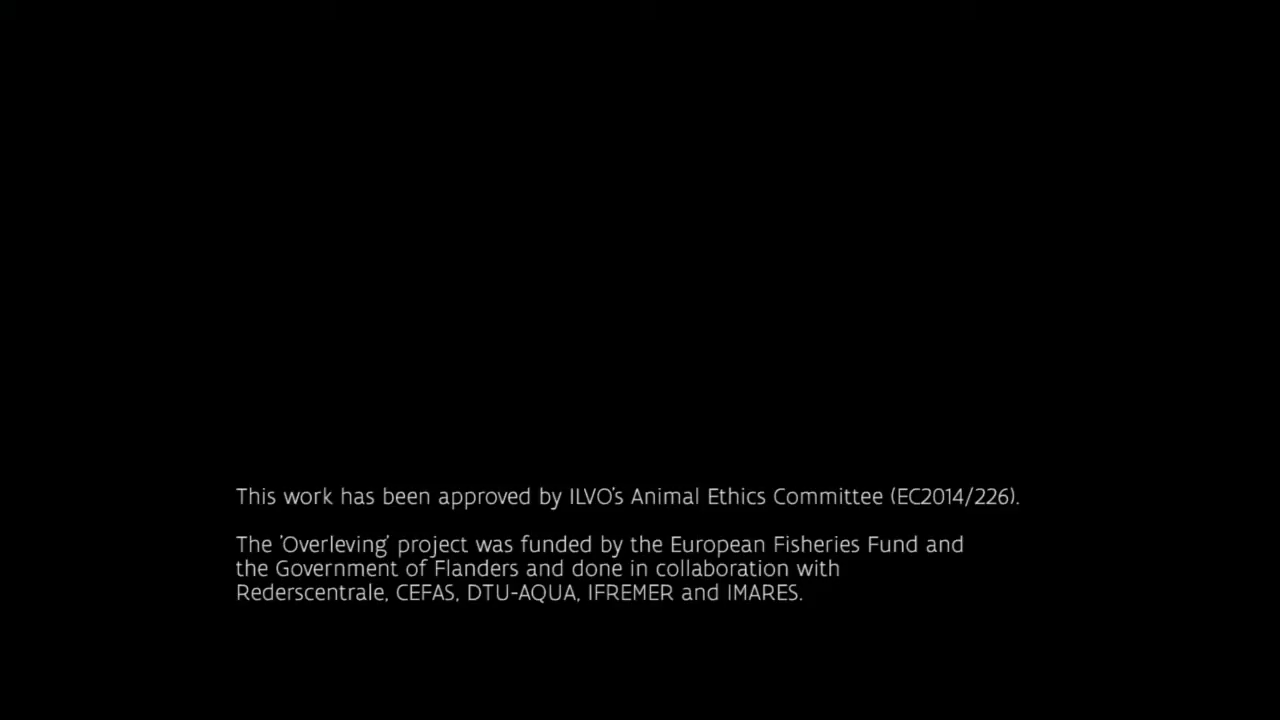 This work has been approved by ILVO's Animal Ethics Committee (EC2014/226).
The 'Overleving' project was funded by the European Fisheries Fund and
the Government of Flanders and done in collaboration with
Rederscentrale, CEFAS, DTU-AQUA, IFREMER and IMARES.